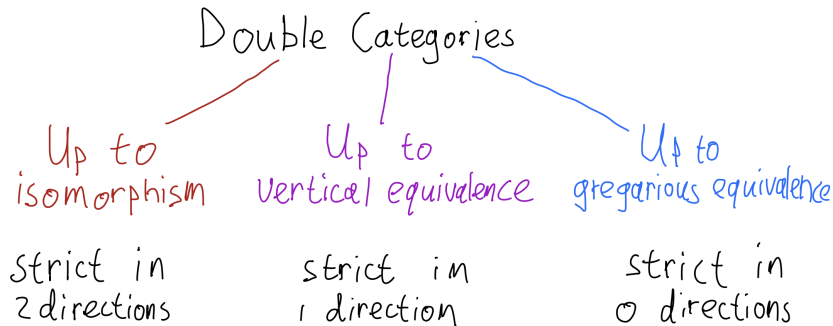 Double Categories
Up to
isomorphism
Up to
vertical equivalence
Up to
gregarious equivalence
strict in
2 directions
strict in
1 direction
strict in
0 directions